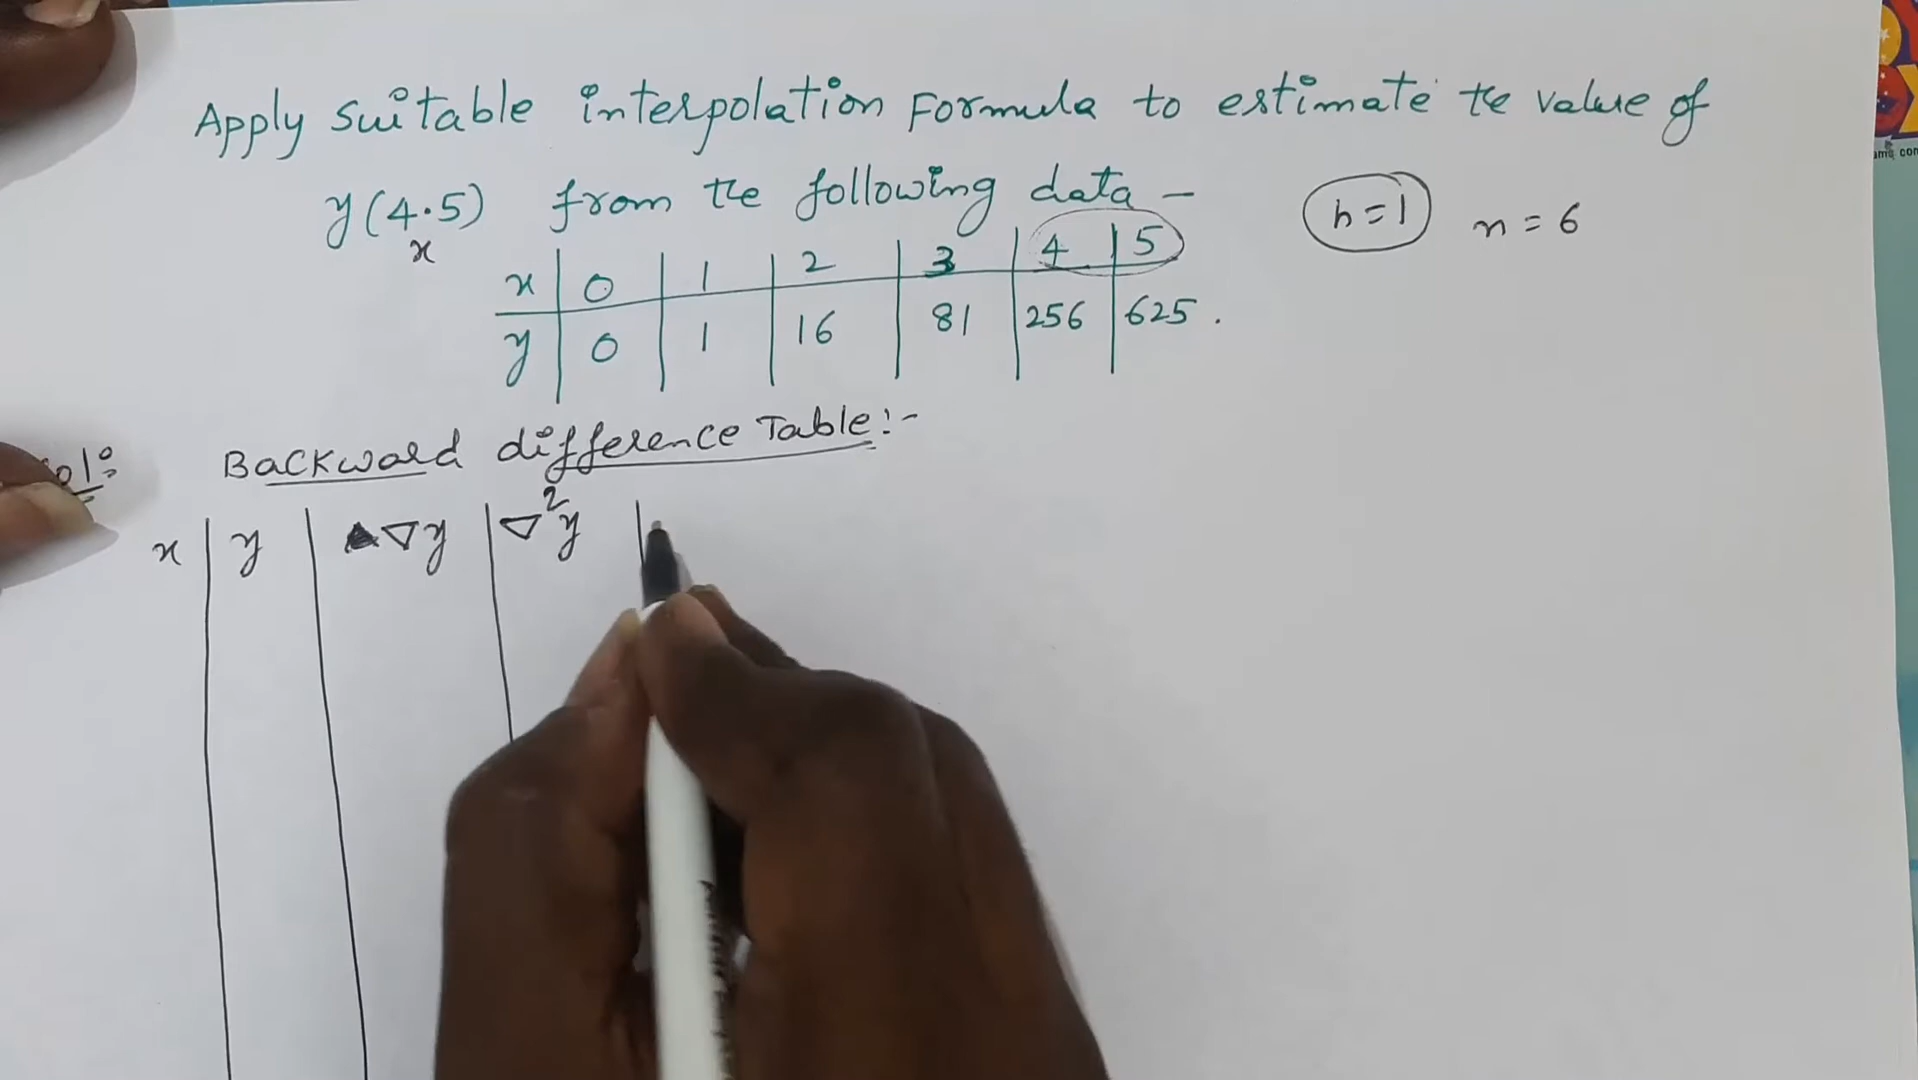 Apply suitable interpolation Formula to estimate the value of
y(4.5) from the following data -
x
h=1 n = 6
x 0 1 2 3 4 5
y 0 1 16 81 256 625.
Sol: Backward difference Table:-
x y ∇y ∇²y